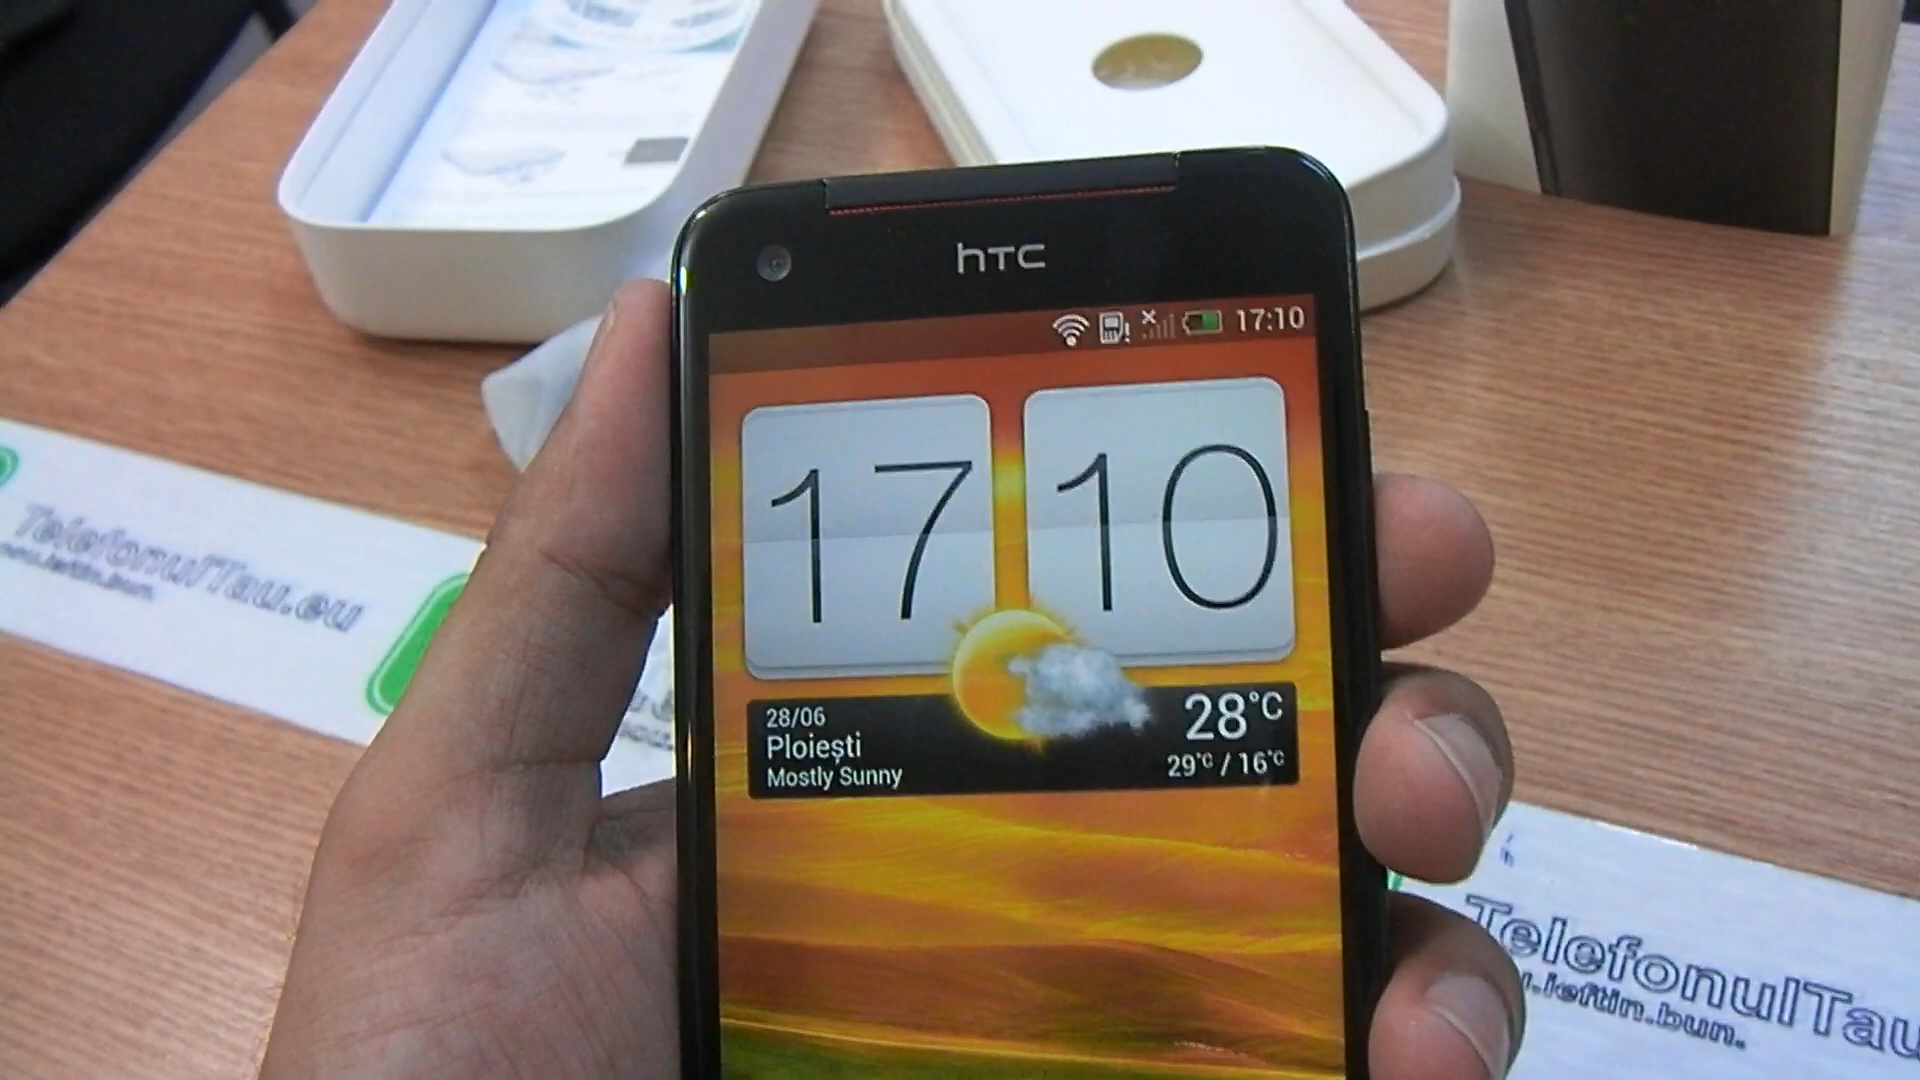 hTC
17:10
17 10
28/06
Ploiești
Mostly Sunny
28°C
29°C / 16°C
TelefonulTau.eu
TelefonulTau
.ieftin.bun.